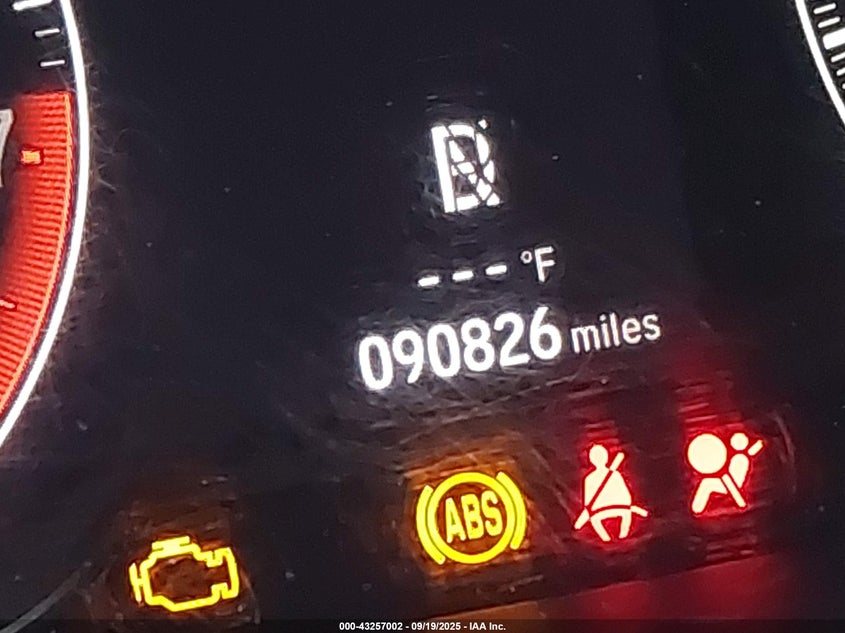 ---°F
090826 miles
ABS
000-43257002 - 09/19/2025 - IAA Inc.